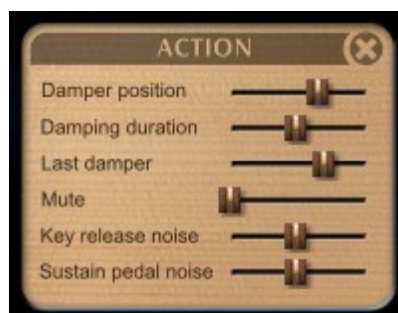 ACTION
Damper position
Damping duration
Last damper
Mute
Key release noise
Sustain pedal noise